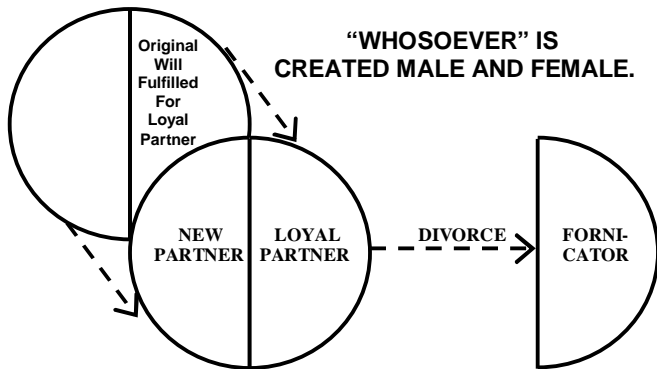 “WHOSOEVER” IS
CREATED MALE AND FEMALE.
Original
Will
Fulfilled
For
Loyal
Partner
NEW
PARTNER
LOYAL
PARTNER
DIVORCE
FORNI-
CATOR